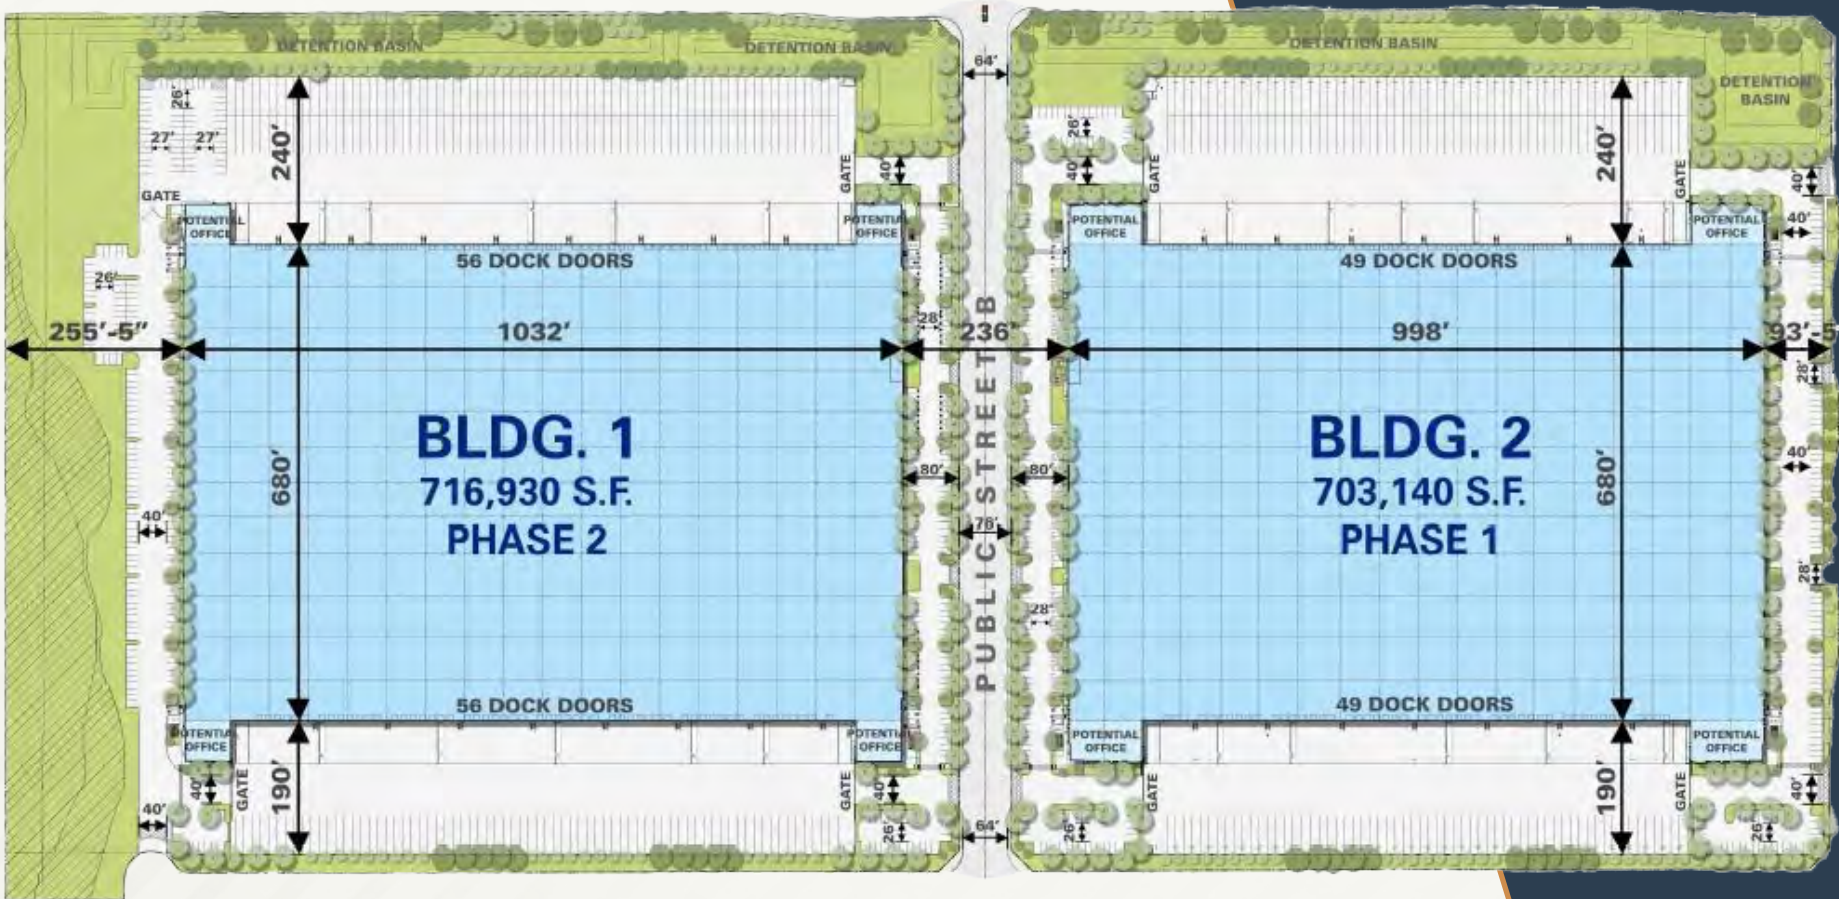 DETENTION BASIN
DETENTION BASIN
DETENTION BASIN
DETENTION
BASIN
64'
26'
27' 27'
240'
GATE
GATE
40'
26'
40'
GATE
240'
GATE
40'
40'
POTENTIAL
OFFICE
POTENTIAL
OFFICE
POTENTIAL
OFFICE
POTENTIAL
OFFICE
56 DOCK DOORS
49 DOCK DOORS
26'
28'
255'-5"
1032'
236'
998'
93'-5
28'
BLDG. 1
716,930 S.F.
PHASE 2
680'
PUBLIC STREET B
BLDG. 2
703,140 S.F.
PHASE 1
680'
40'
80'
80'
40'
40'
76'
28'
28'
56 DOCK DOORS
49 DOCK DOORS
POTENTIAL
OFFICE
POTENTIAL
OFFICE
POTENTIAL
OFFICE
POTENTIAL
OFFICE
40'
GATE
190'
GATE
40'
GATE
190'
GATE
40'
40'
26'
64'
26'
26'